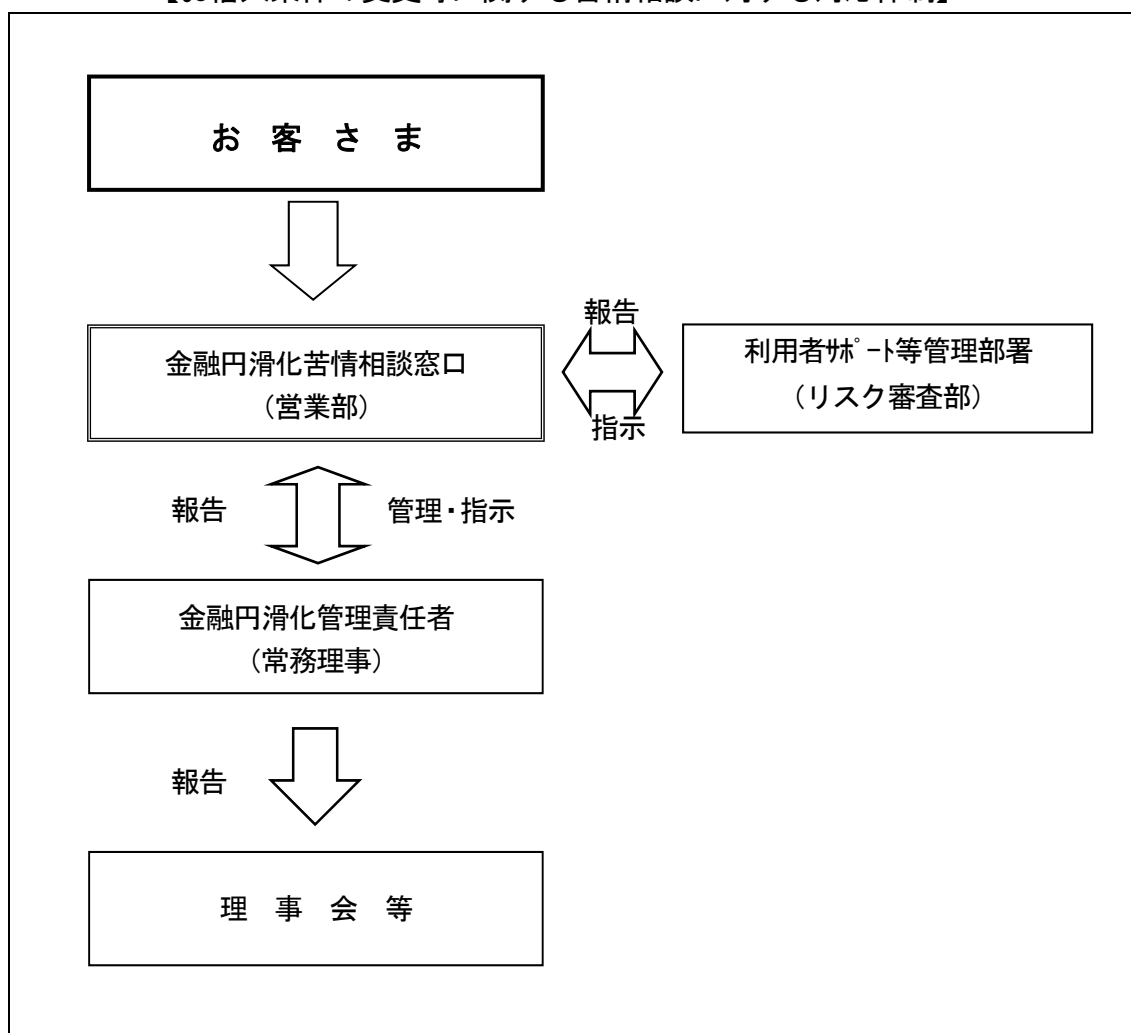 お 客 さ ま
報告
金融円滑化苦情相談窓口
（営業部）
利用者ｻﾎﾟｰﾄ等管理部署
（リスク審査部）
指示
報告
管理・指示
金融円滑化管理責任者
（常務理事）
報告
理 事 会 等